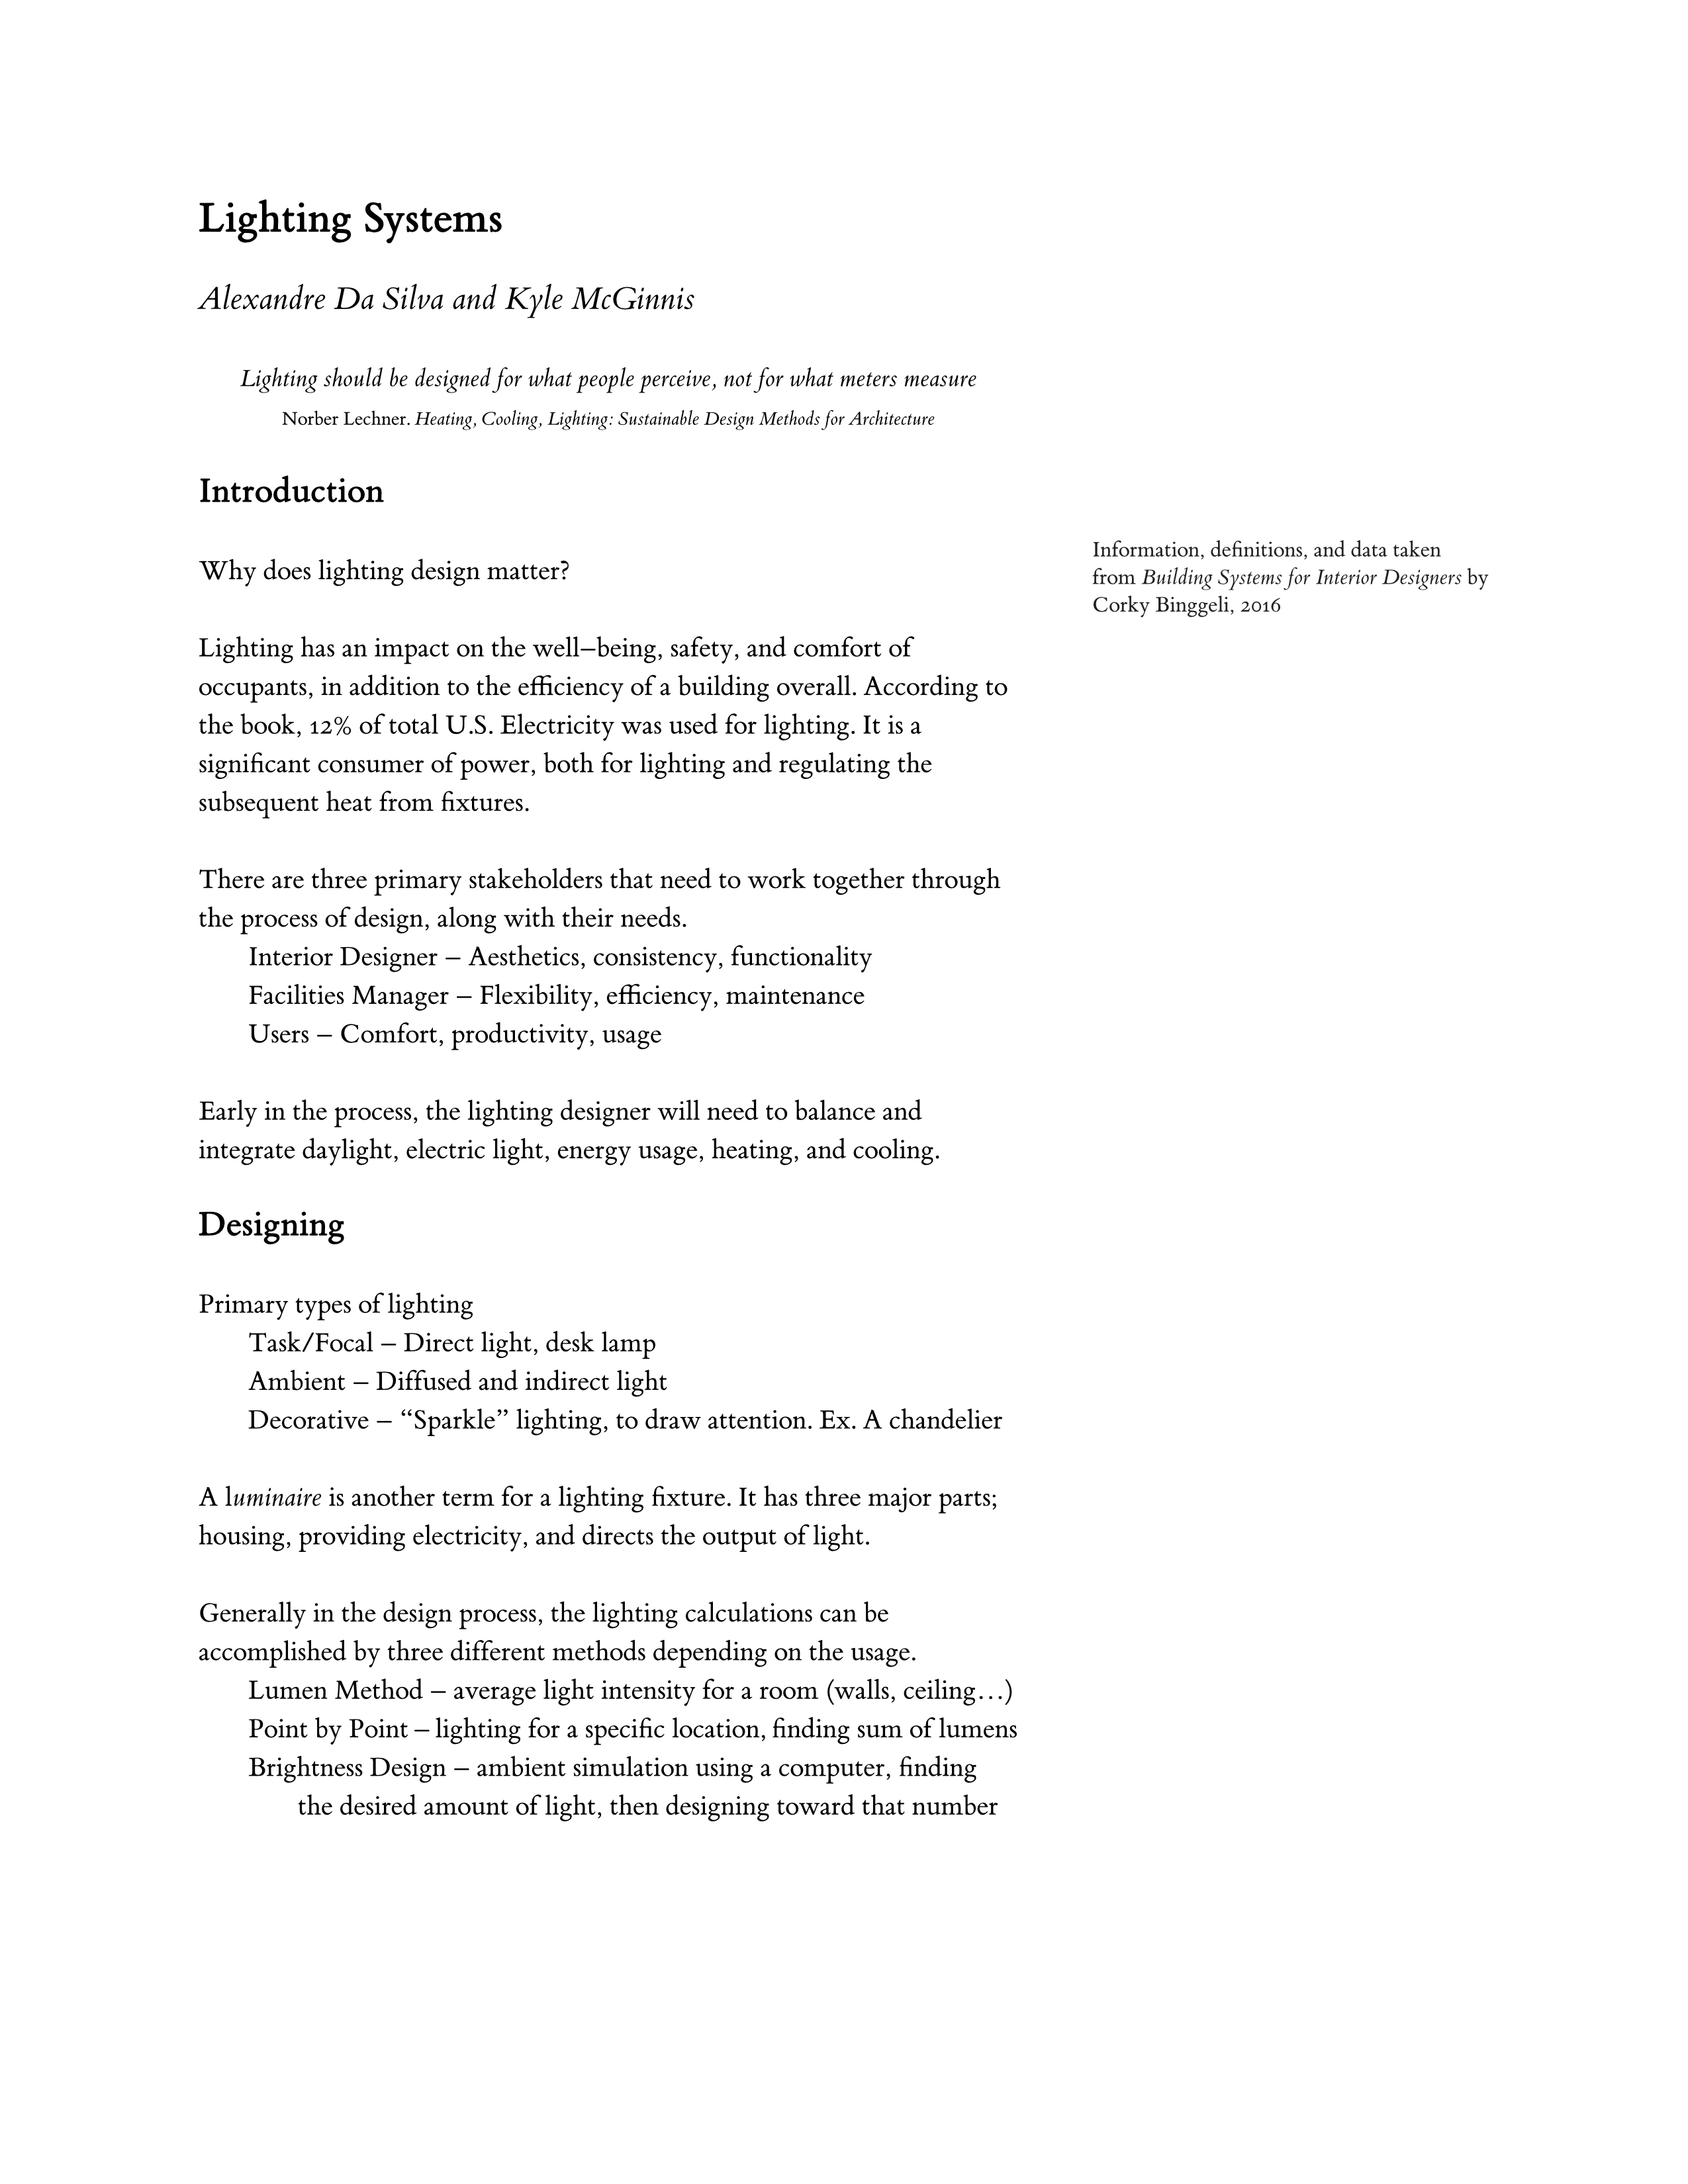 Lighting Systems
Alexandre Da Silva and Kyle McGinnis
Lighting should be designed for what people perceive, not for what meters measure
Norber Lechner. Heating, Cooling, Lighting: Sustainable Design Methods for Architecture
Introduction
Why does lighting design matter?
Information, definitions, and data taken
from Building Systems for Interior Designers by
Corky Binggeli, 2016
Lighting has an impact on the well–being, safety, and comfort of
occupants, in addition to the efficiency of a building overall. According to
the book, 12% of total U.S. Electricity was used for lighting. It is a
significant consumer of power, both for lighting and regulating the
subsequent heat from fixtures.
There are three primary stakeholders that need to work together through
the process of design, along with their needs.
Interior Designer – Aesthetics, consistency, functionality
Facilities Manager – Flexibility, efficiency, maintenance
Users – Comfort, productivity, usage
Early in the process, the lighting designer will need to balance and
integrate daylight, electric light, energy usage, heating, and cooling.
Designing
Primary types of lighting
Task/Focal – Direct light, desk lamp
Ambient – Diffused and indirect light
Decorative – “Sparkle” lighting, to draw attention. Ex. A chandelier
A luminaire is another term for a lighting fixture. It has three major parts;
housing, providing electricity, and directs the output of light.
Generally in the design process, the lighting calculations can be
accomplished by three different methods depending on the usage.
Lumen Method – average light intensity for a room (walls, ceiling…)
Point by Point – lighting for a specific location, finding sum of lumens
Brightness Design – ambient simulation using a computer, finding
the desired amount of light, then designing toward that number